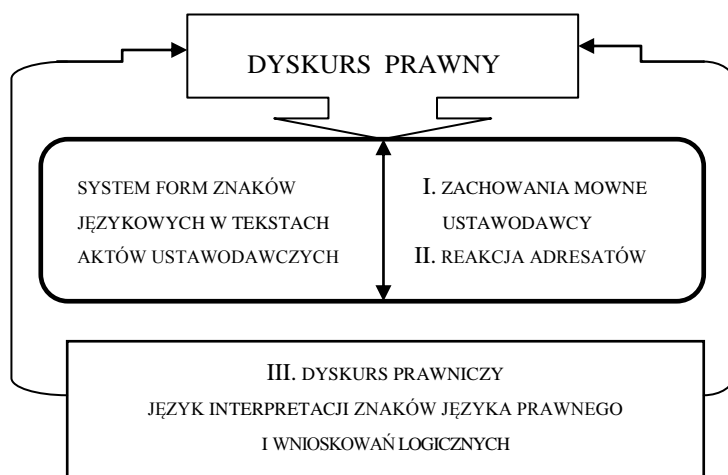 DYSKURS PRAWNY
SYSTEM FORM ZNAKÓW
JĘZYKOWYCH W TEKSTACH
AKTÓW USTAWODAWCZYCH
I. ZACHOWANIA MOWNE
USTAWODAWCY
II. REAKCJA ADRESATÓW
III. DYSKURS PRAWNICZY
JĘZYK INTERPRETACJI ZNAKÓW JĘZYKA PRAWNEGO
I WNIOSKOWAŃ LOGICZNYCH